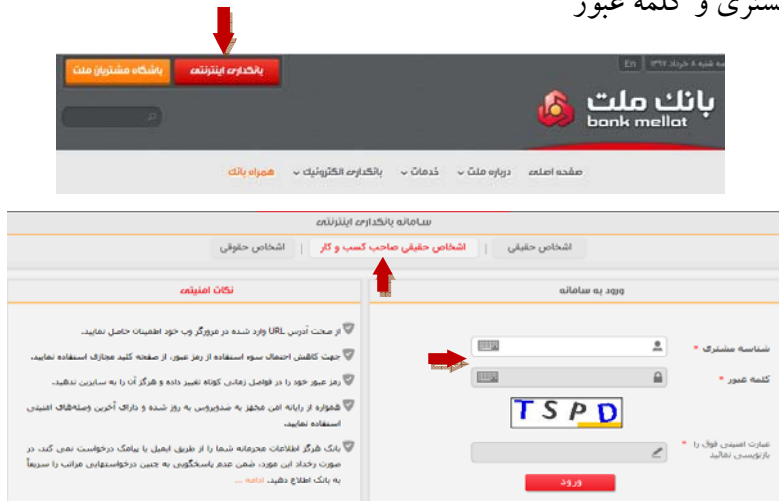 مشتری و کلمه عبور
بانکداری اینترنتی
باشگاه مشتریان ملت
سه شنبه ۸ خرداد ۱۳۹۷
En
بانک ملت
bank mellat
صفحه اصلی
درباره ملت
خدمات
بانکداری الکترونیک
همراه بانک
سامانه بانکداری اینترنتی
اشخاص حقیقی | اشخاص حقیقی صاحب کسب و کار | اشخاص حقوقی
ورود به سامانه
شناسه مشتری *
کلمه عبور *
TSPD
عبارت امنیتی فوق را *
بازنویسی نمائید
ورود
نکات امنیتی
از صحت آدرس URL وارد شده در مرورگر وب خود اطمینان حاصل نمایید.
جهت کاهش احتمال سوء استفاده از رمز عبور، از صفحه کلید مجازی استفاده نمایید.
رمز عبور خود را در فواصل زمانی کوتاه تغییر داده و هرگز آن را به سایرین ندهید.
همواره از رایانه امن مجهز به ضدویروس به روز شده و دارای آخرین وصله‌های امنیتی
استفاده نمایید.
بانک هرگز اطلاعات محرمانه شما را از طریق ایمیل یا پیامک درخواست نمی کند، در
صورت رخداد این مورد، ضمن عدم پاسخگویی به چنین درخواستهایی مراتب را سریعاً
به بانک اطلاع دهید. ادامه ...